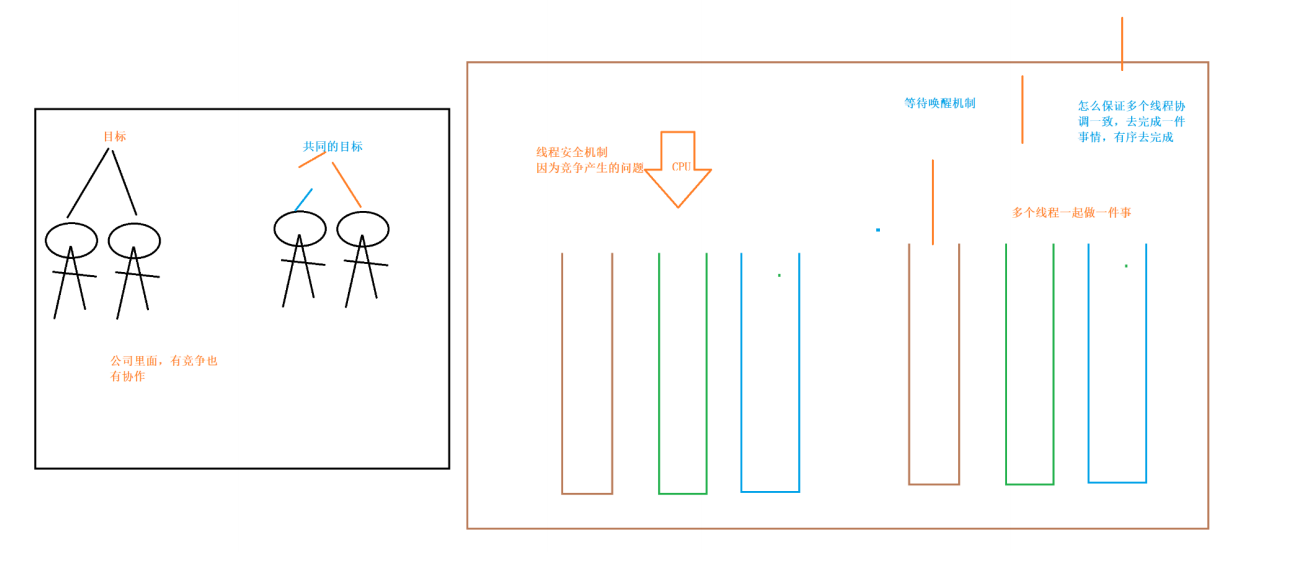 目标
共同的目标
公司里面，有竞争也
有协作
线程安全机制
因为竞争产生的问题
CPU
等待唤醒机制
怎么保证多个线程协
调一致，去完成一件
事情，有序去完成
多个线程一起做一件事